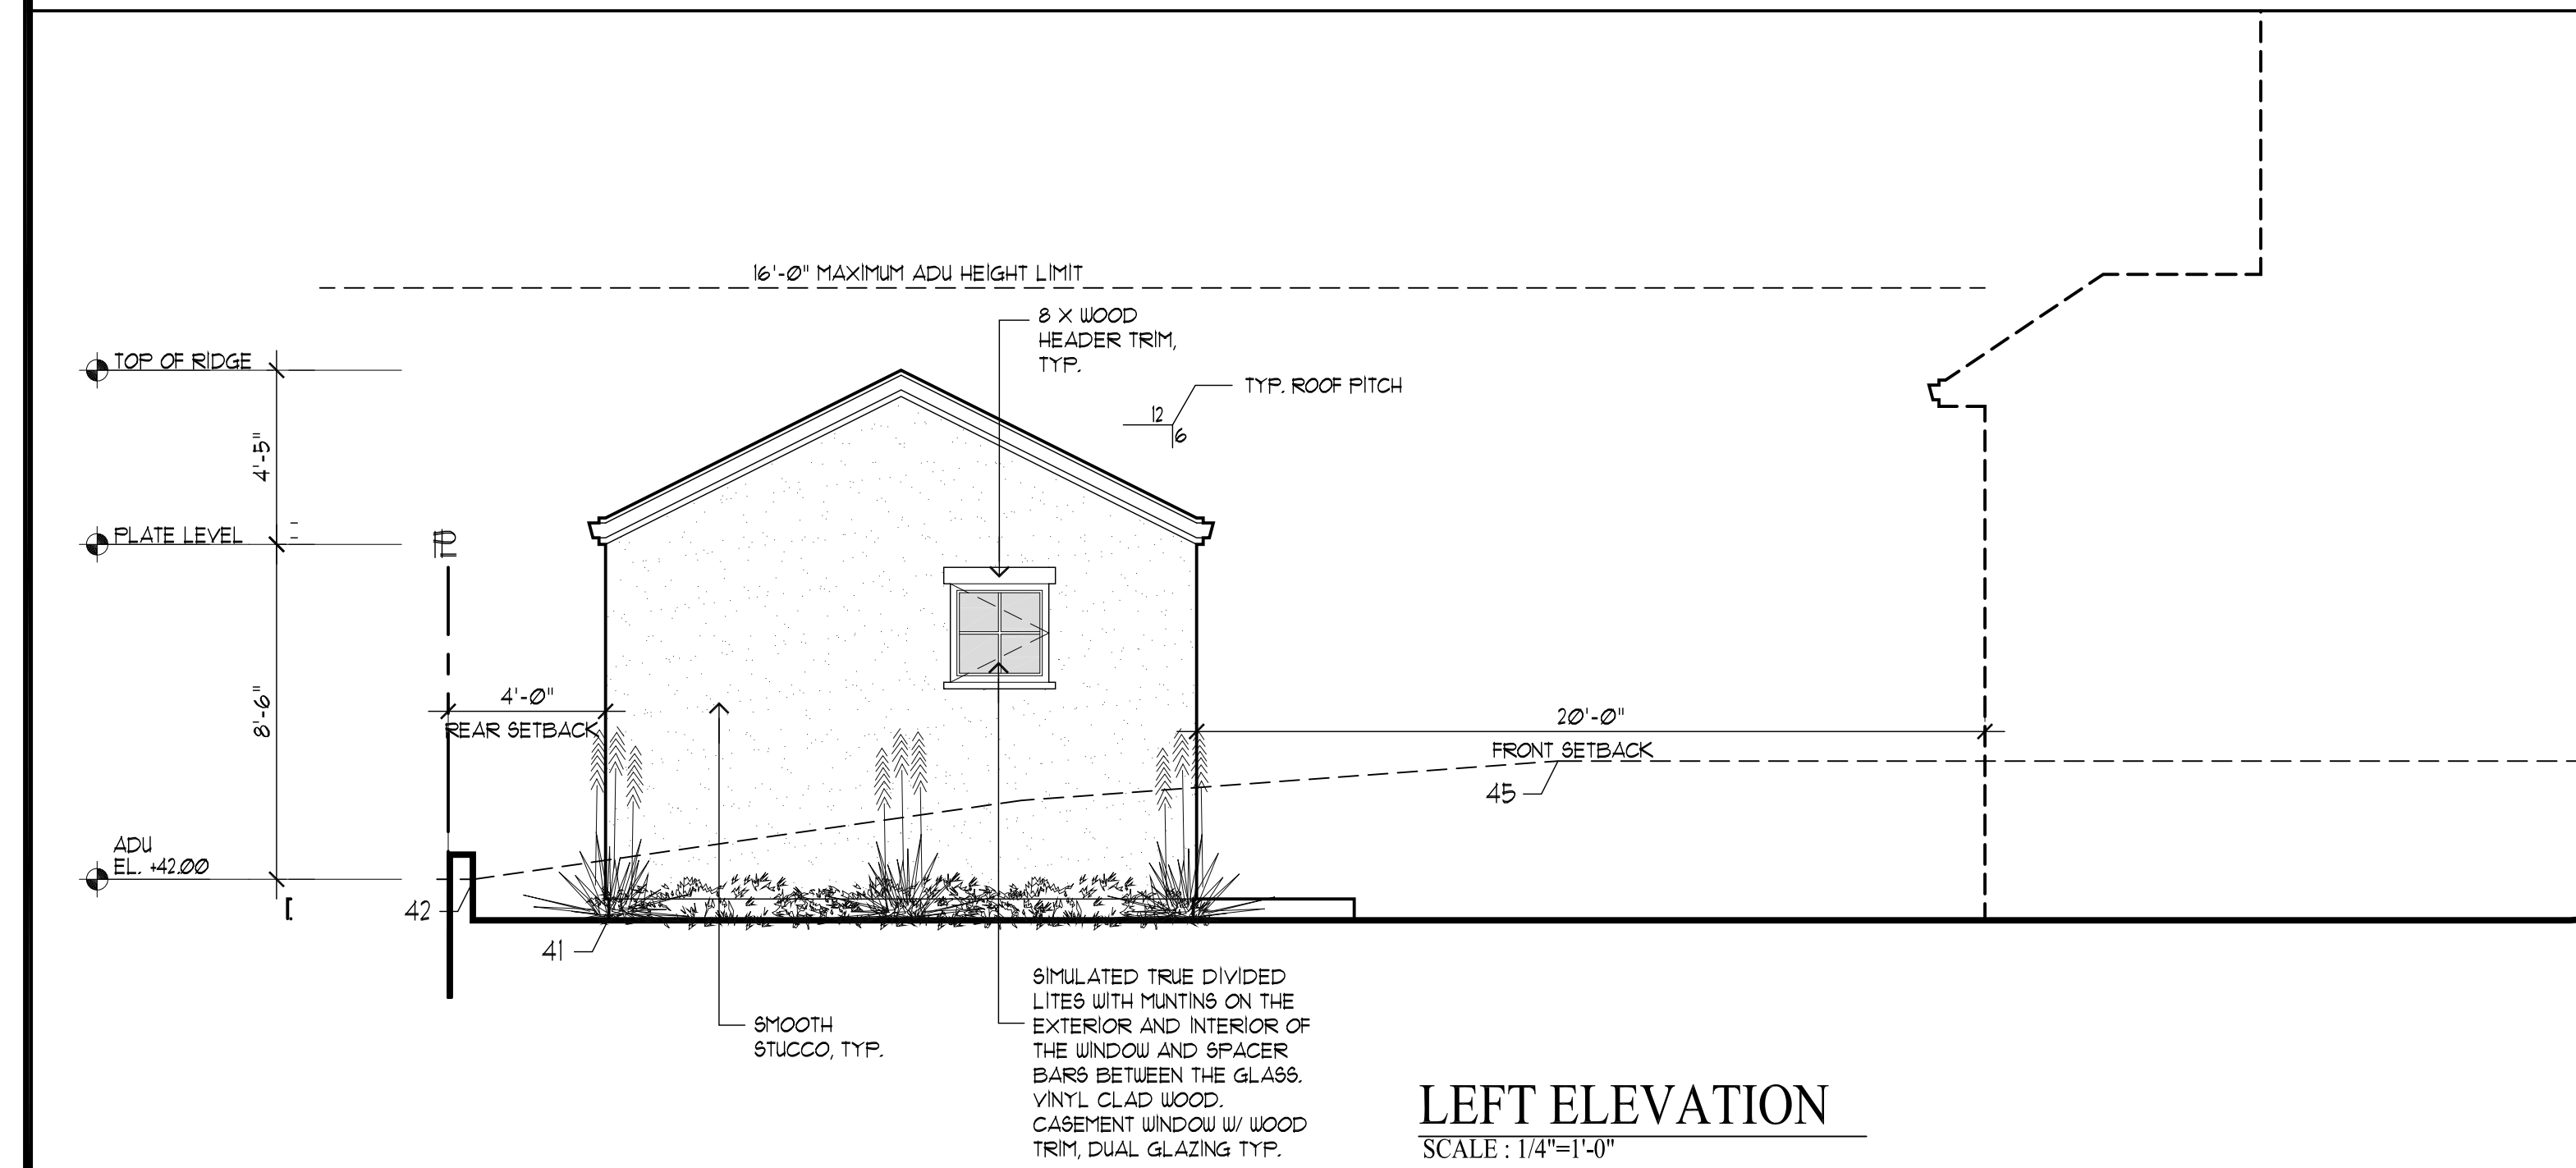 16'-0" MAXIMUM ADU HEIGHT LIMIT
8 X WOOD
HEADER TRIM,
TYP.
TYP. ROOF PITCH
12
6
TOP OF RIDGE
4'-5"
PLATE LEVEL
8'-6"
ADU
EL. +42.00
4'-0"
REAR SETBACK
20'-0"
FRONT SETBACK
45
42
41
SMOOTH
STUCCO, TYP.
SIMULATED TRUE DIVIDED
LITES WITH MUNTINS ON THE
EXTERIOR AND INTERIOR OF
THE WINDOW AND SPACER
BARS BETWEEN THE GLASS.
VINYL CLAD WOOD.
CASEMENT WINDOW W/ WOOD
TRIM, DUAL GLAZING TYP.
LEFT ELEVATION
SCALE : 1/4"=1'-0"